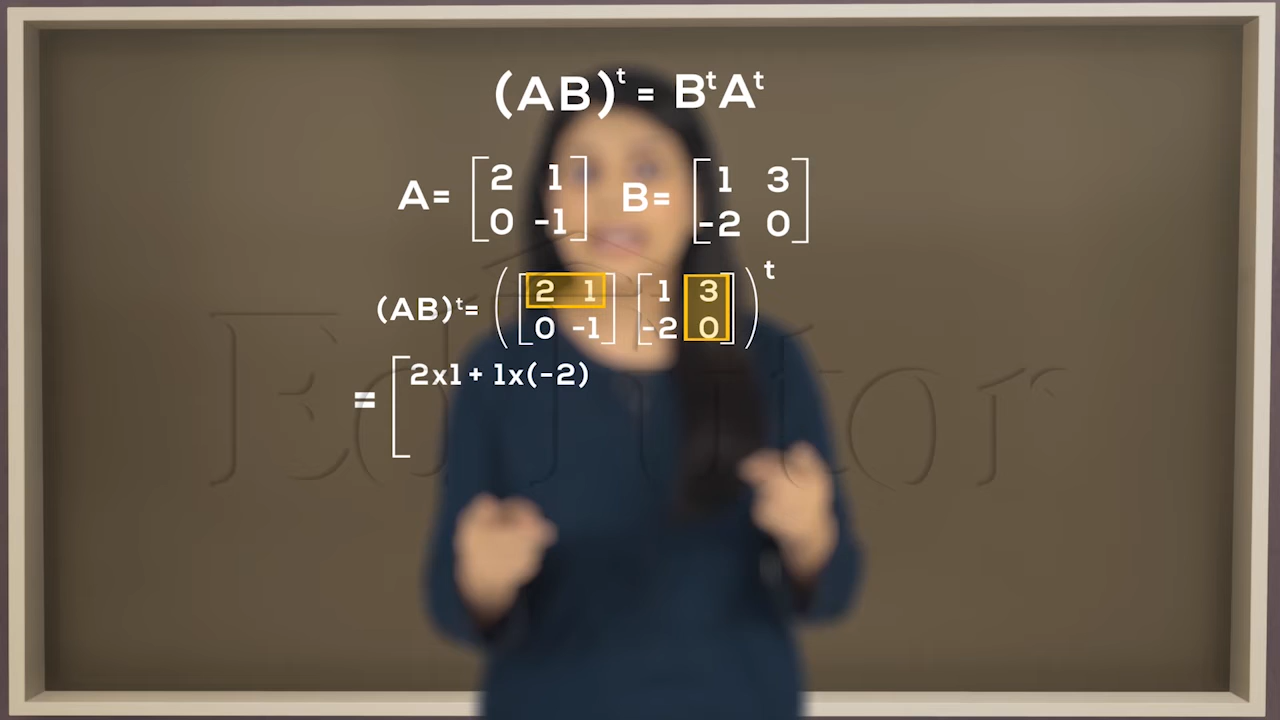 (AB)ᵗ = BᵗAᵗ
A= [2 1 0 -1] B= [1 3 -2 0]
(AB)ᵗ= ([2 1 0 -1] [1 3 -2 0])ᵗ
= [2x1 + 1x(-2)
EdTutor